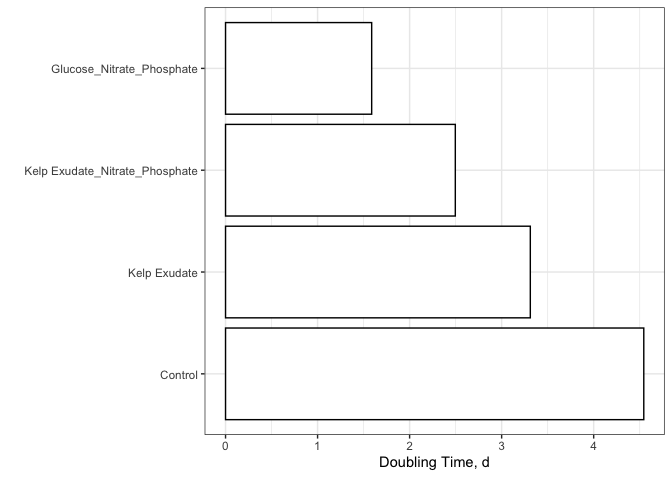 Glucose_Nitrate_Phosphate
Kelp Exudate_Nitrate_Phosphate
Kelp Exudate
Control
0 1 2 3 4
Doubling Time, d